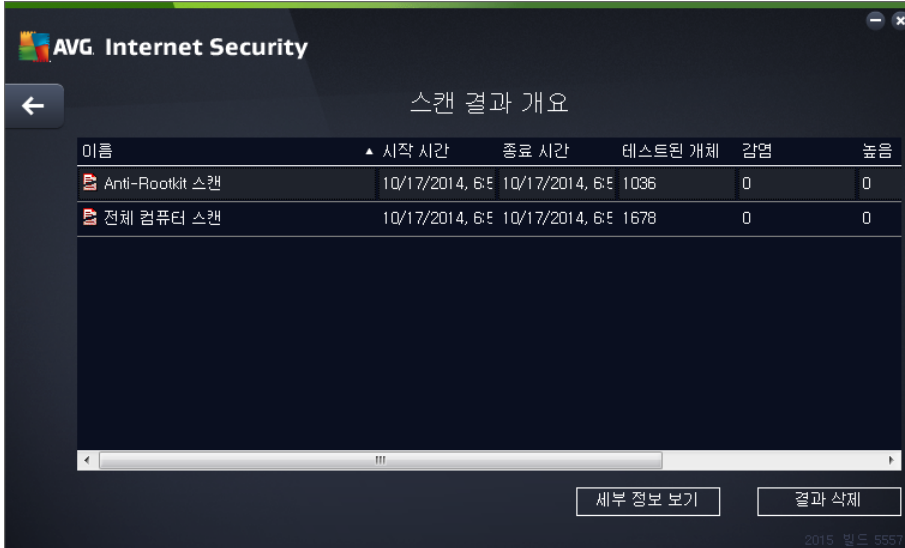 AVG Internet Security
스캔 결과 개요
이름 시작 시간 종료 시간 테스트된 개체 감염 높음
Anti-Rootkit 스캔 10/17/2014, 6:5 10/17/2014, 6:5 1036 0 0
전체 컴퓨터 스캔 10/17/2014, 6:5 10/17/2014, 6:5 1678 0 0
세부 정보 보기 결과 삭제
2015 빌드 5557